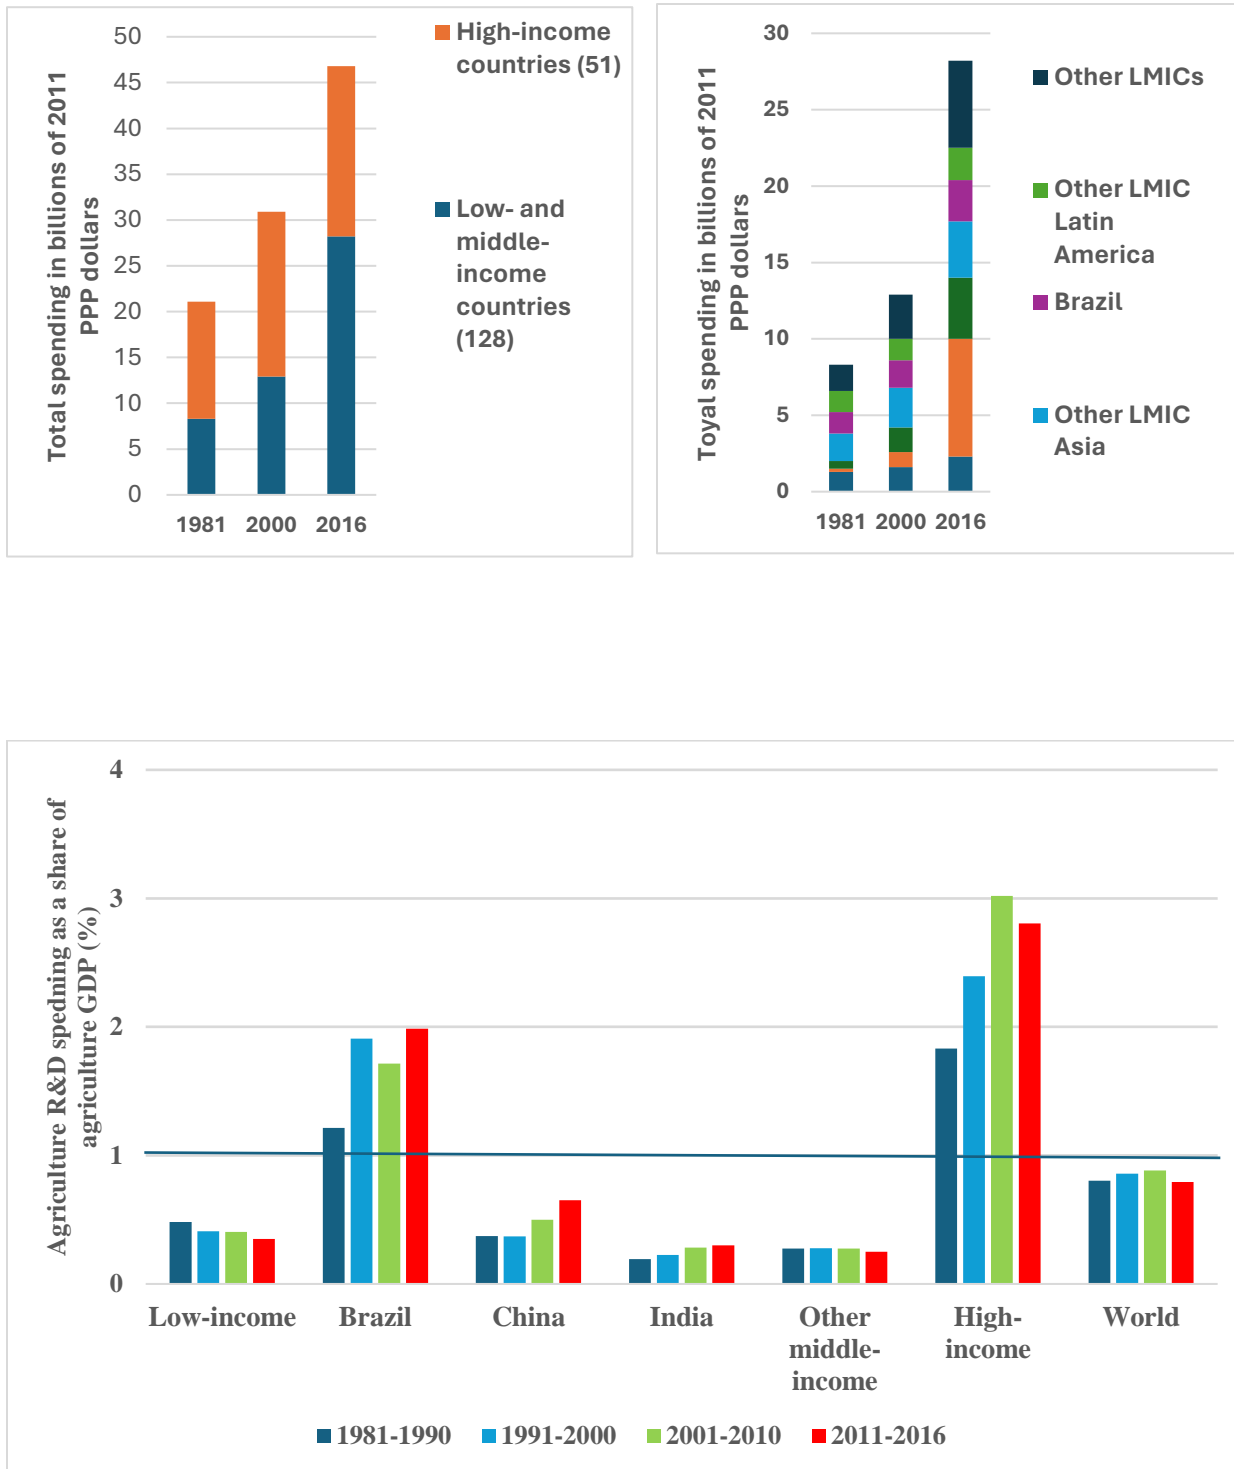 Total spending in billions of 2011
PPP dollars
50
45
40
35
30
25
20
15
10
5
0
1981 2000 2016
High-income
countries (51)
Low- and
middle-
income
countries
(128)
Toyal spending in billions of 2011
PPP dollars
30
25
20
15
10
5
0
1981 2000 2016
Other LMICs
Other LMIC
Latin
America
Brazil
Other LMIC
Asia
Agriculture R&D spedning as a share of
agriculture GDP (%)
4
3
2
1
0
Low-income Brazil China India Other
middle-
income High-
income World
1981-1990 1991-2000 2001-2010 2011-2016